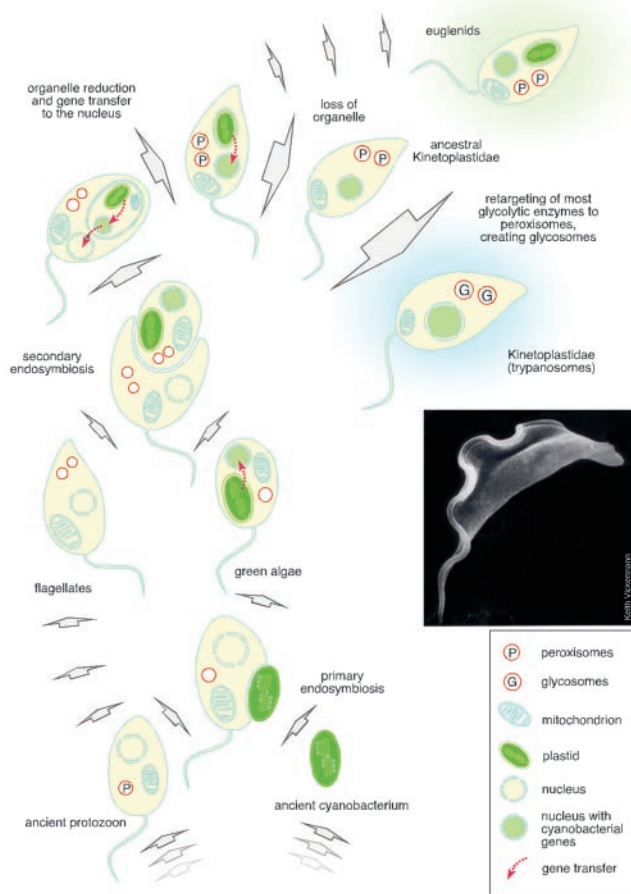 euglenids
organelle reduction
and gene transfer
to the nucleus
loss of
organelle
P
P
P P
P P
ancestral
Kinetoplastidae
retargeting of most
glycolytic enzymes to
peroxisomes,
creating glycosomes
G G
Kinetoplastidae
(trypanosomes)
secondary
endosymbiosis
flagellates
green algae
Keith Vickermann
primary
endosymbiosis
P
ancient protozoon
ancient cyanobacterium
P peroxisomes
G glycosomes
mitochondrion
plastid
nucleus
nucleus with
cyanobacterial
genes
gene transfer